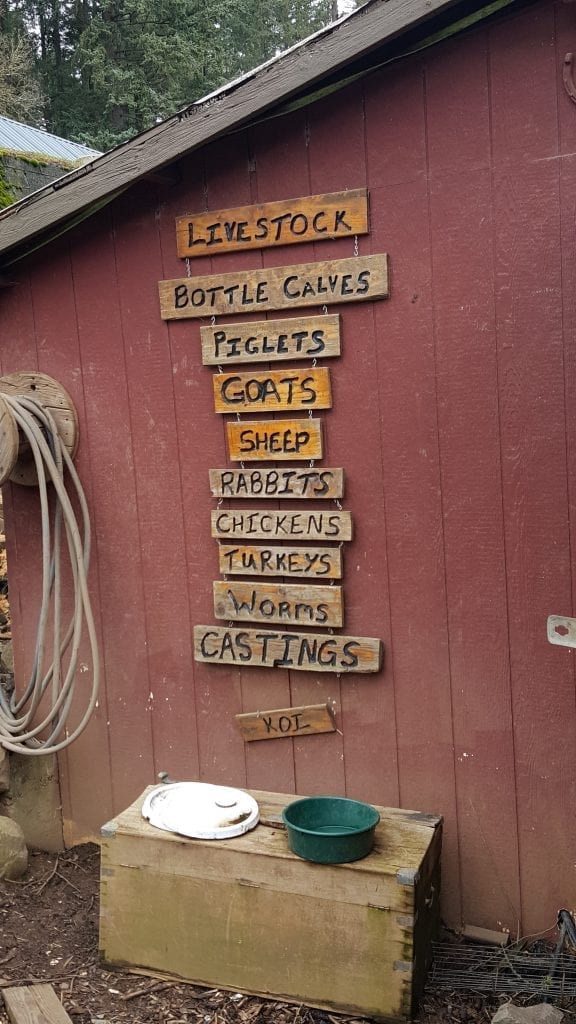 LIVESTOCK
BOTTLE CALVES
PIGLETS
GOATS
SHEEP
RABBITS
CHICKENS
TURKEYS
WORMS
CASTINGS
KOI